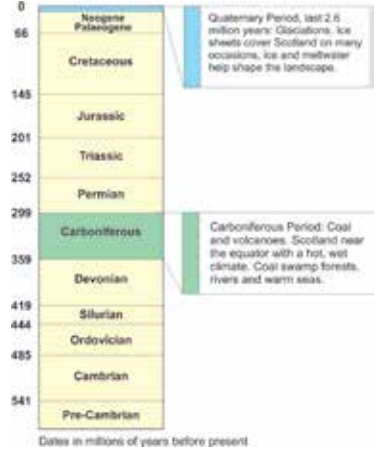 0
Neogene
Palaeogene
66
Cretaceous
145
Jurassic
201
Triassic
252
Permian
299
Carboniferous
359
Devonian
419
Silurian
444
Ordovician
485
Cambrian
541
Pre-Cambrian
Dates in millions of years before present
Quaternary Period, last 2.6
million years: Glaciations. Ice
sheets cover Scotland on many
occasions, ice and meltwater
help shape the landscape.
Carboniferous Period: Coal
and volcanoes. Scotland near
the equator with a hot, wet
climate. Coal swamp forests,
rivers and warm seas.